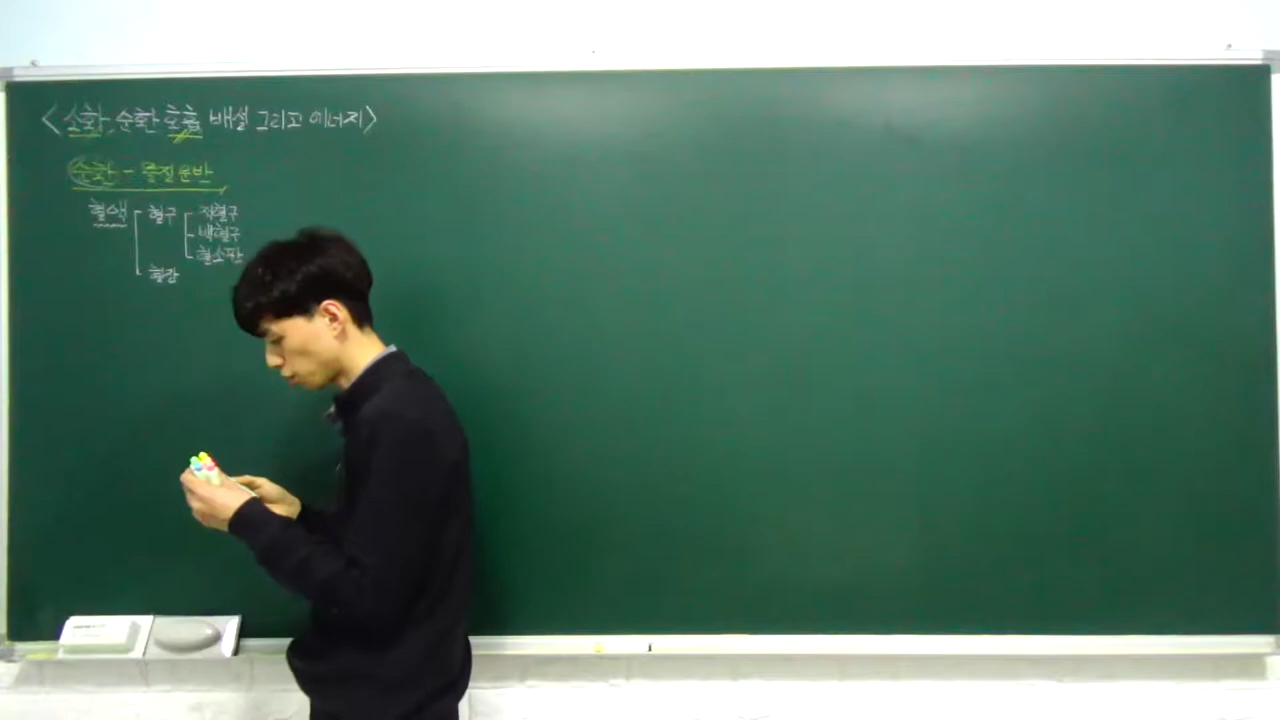 <소화, 순환 호흡 배설 그리고 에너지>
순환 - 물질운반
혈액 혈구 적혈구
백혈구
혈소판
혈장